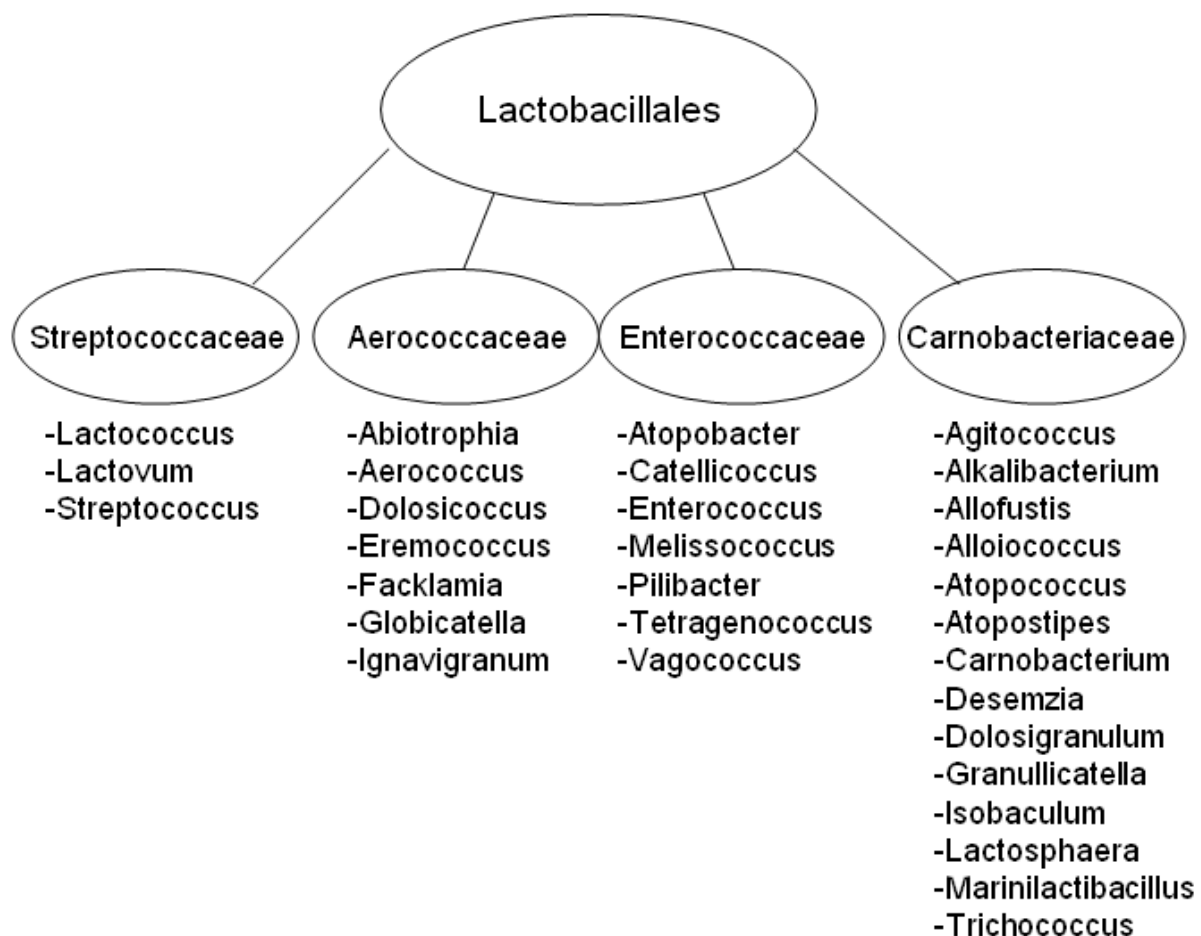 Lactobacillales
Streptococcaceae
Aerococcaceae
Enterococcaceae
Carnobacteriaceae
-Lactococcus
-Lactovum
-Streptococcus
-Abiotrophia
-Aerococcus
-Dolosicoccus
-Eremococcus
-Facklamia
-Globicatella
-Ignavigranum
-Atopobacter
-Catellicoccus
-Enterococcus
-Melissococcus
-Pilibacter
-Tetragenococcus
-Vagococcus
-Agitococcus
-Alkalibacterium
-Allofustis
-Alloiococcus
-Atopococcus
-Atopostipes
-Carnobacterium
-Desemzia
-Dolosigranulum
-Granullicatella
-Isobaculum
-Lactosphaera
-Marinilactibacillus
-Trichococcus